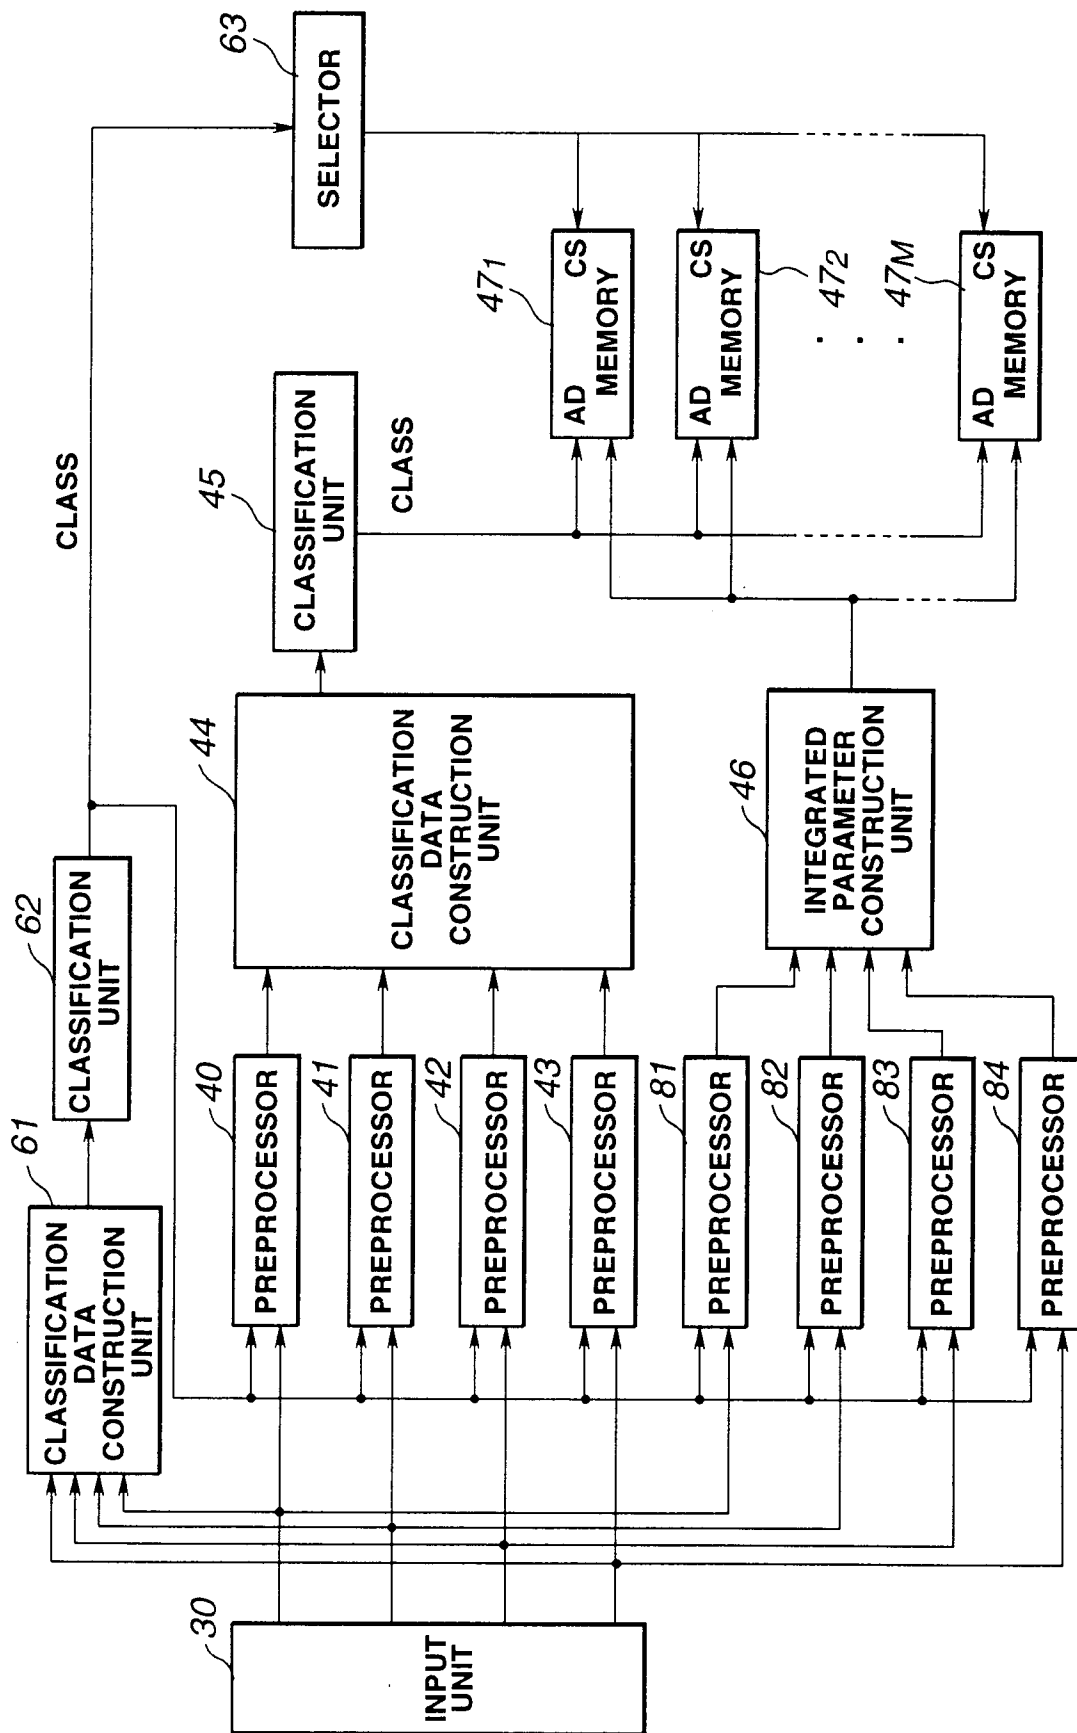 63
SELECTOR
CLASS
62
CLASSIFICATION
UNIT
61
CLASSIFICATION
DATA
CONSTRUCTION
UNIT
45
CLASSIFICATION
UNIT
CLASS
44
CLASSIFICATION
DATA
CONSTRUCTION
UNIT
40
PREPROCESSOR
41
PREPROCESSOR
42
PREPROCESSOR
43
PREPROCESSOR
81
PREPROCESSOR
82
PREPROCESSOR
83
PREPROCESSOR
84
PREPROCESSOR
30
INPUT
UNIT
46
INTEGRATED
PARAMETER
CONSTRUCTION
UNIT
471
AD CS
MEMORY
472
AD CS
MEMORY
. . .
47M
AD CS
MEMORY